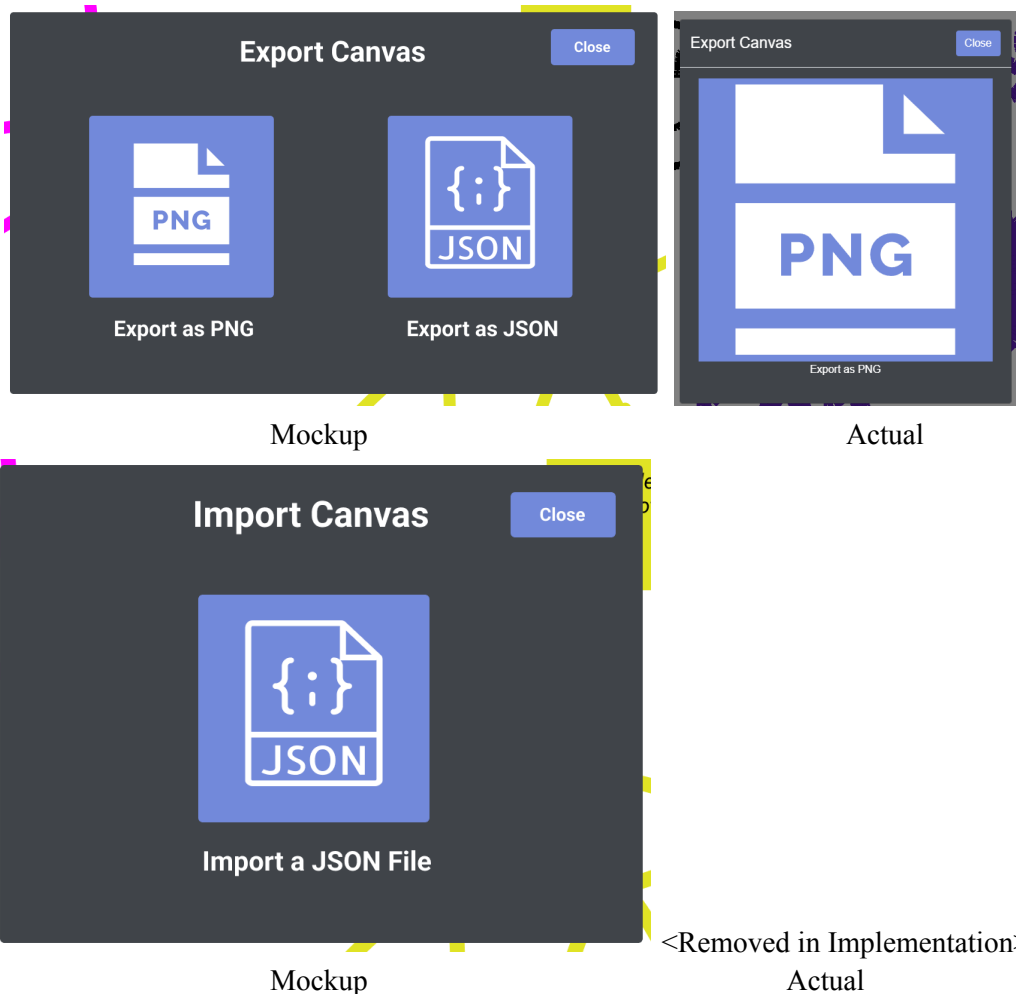 Export Canvas
Close
PNG
{;}
JSON
Export as PNG
Export as JSON
Export Canvas
Close
PNG
Export as PNG
Mockup
Actual
Import Canvas
Close
{;}
JSON
Import a JSON File
<Removed in Implementation>
Mockup
Actual